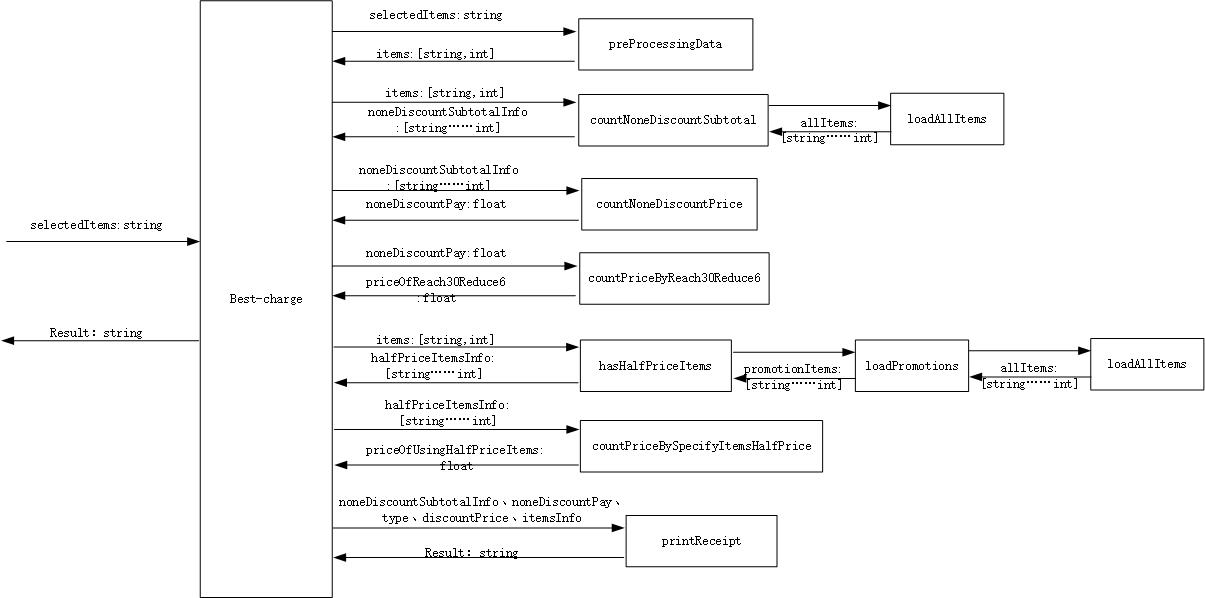 selectedItems:string
preProcessingData
items:[string,int]
items:[string,int]
countNoneDiscountSubtotal
noneDiscountSubtotalInfo
:[string……int]
loadAllItems
allItems:
[string……int]
noneDiscountSubtotalInfo
:[string……int]
countNoneDiscountPrice
noneDiscountPay:float
selectedItems:string
noneDiscountPay:float
countPriceByReach30Reduce6
priceOfReach30Reduce6
:float
Best-charge
Result: string
items:[string,int]
hasHalfPriceItems
halfPriceItemsInfo:
[string……int]
loadPromotions
promotionItems:
[string……int]
loadAllItems
allItems:
[string……int]
halfPriceItemsInfo:
[string……int]
countPriceBySpecifyItemsHalfPrice
priceOfUsingHalfPriceItems:
float
noneDiscountSubtotalInfo、noneDiscountPay、
type、discountPrice、itemsInfo
printReceipt
Result: string